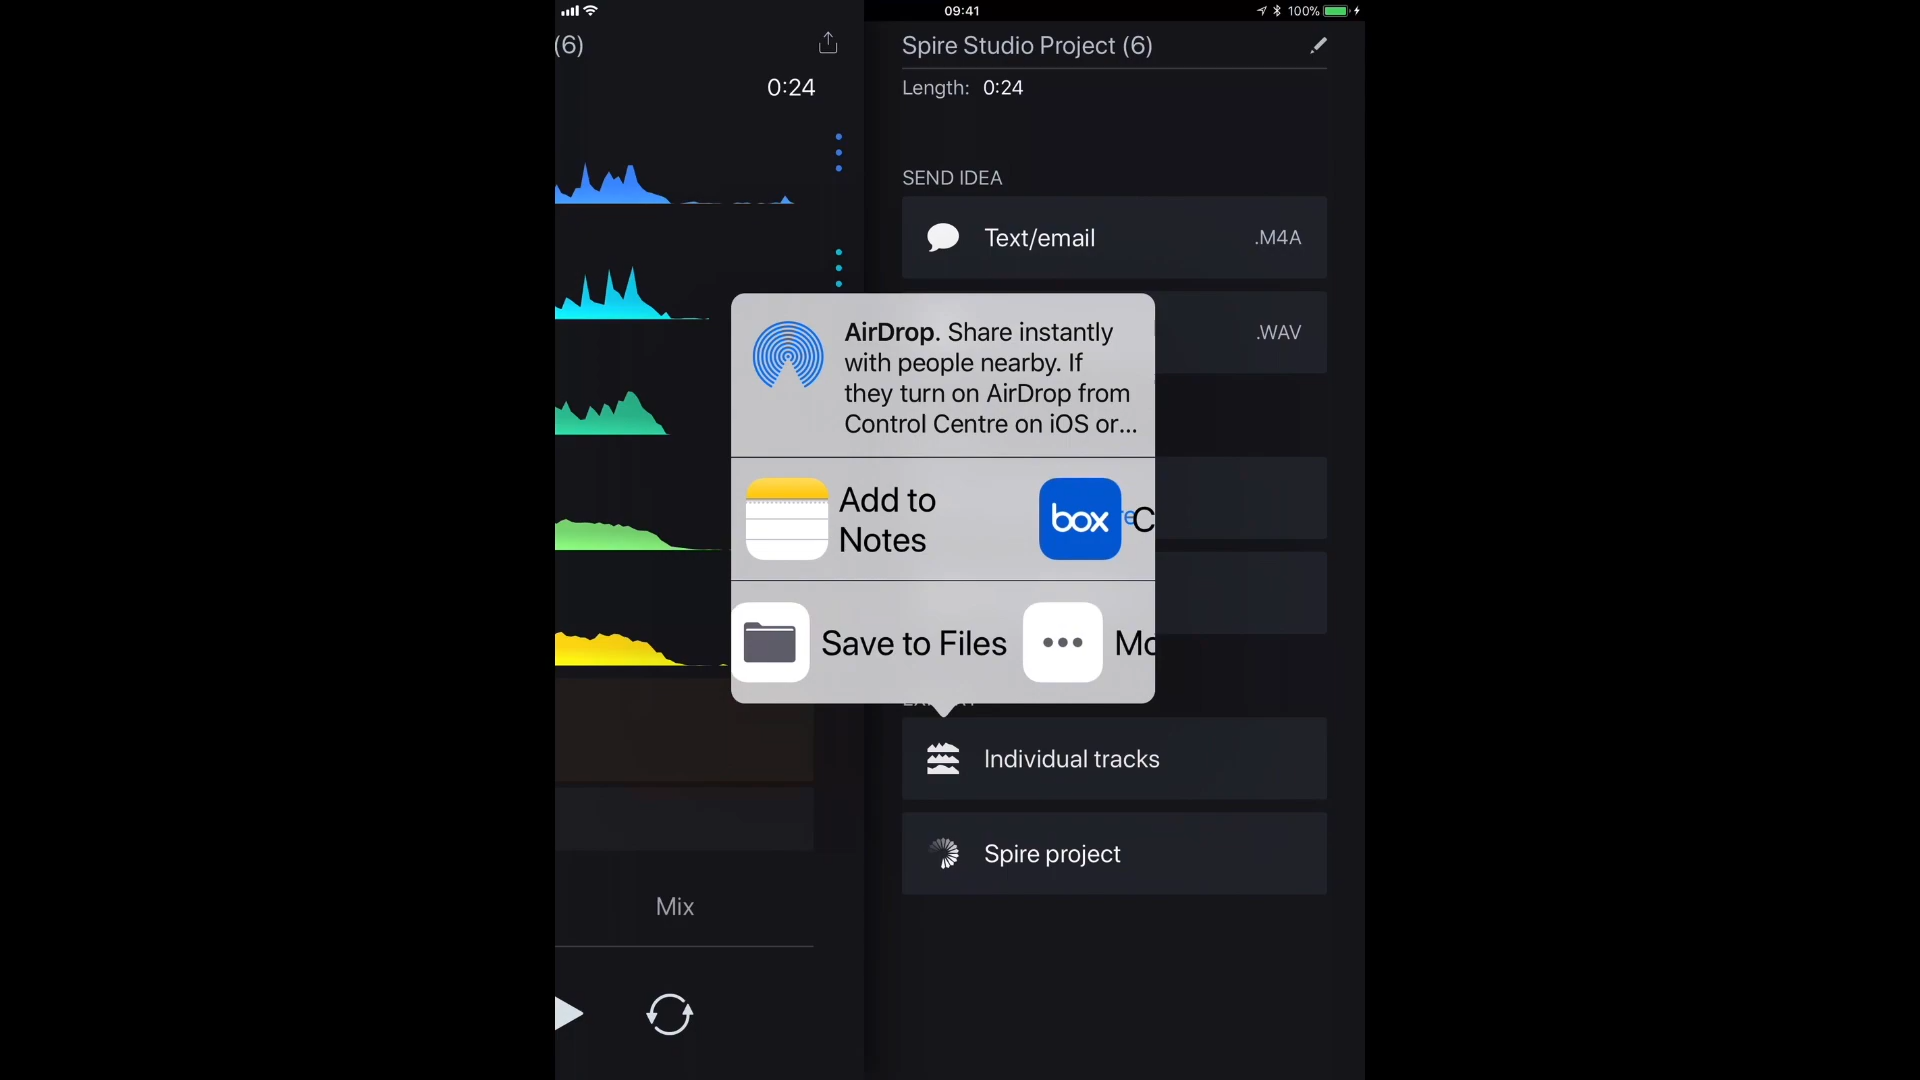 09:41
100%
(6)
Spire Studio Project (6)
0:24
Length: 0:24
SEND IDEA
Text/email
.M4A
.WAV
AirDrop. Share instantly
with people nearby. If
they turn on AirDrop from
Control Centre on iOS or...
Add to
Notes
box
C
Save to Files
Mo
Individual tracks
Spire project
Mix